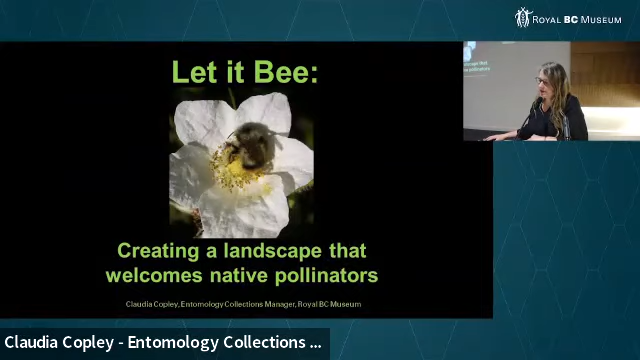 ROYAL BC MUSEUM
Let it Bee:
Creating a landscape that
welcomes native pollinators
Claudia Copley, Entomology Collections Manager, Royal BC Museum
Claudia Copley - Entomology Collections ...